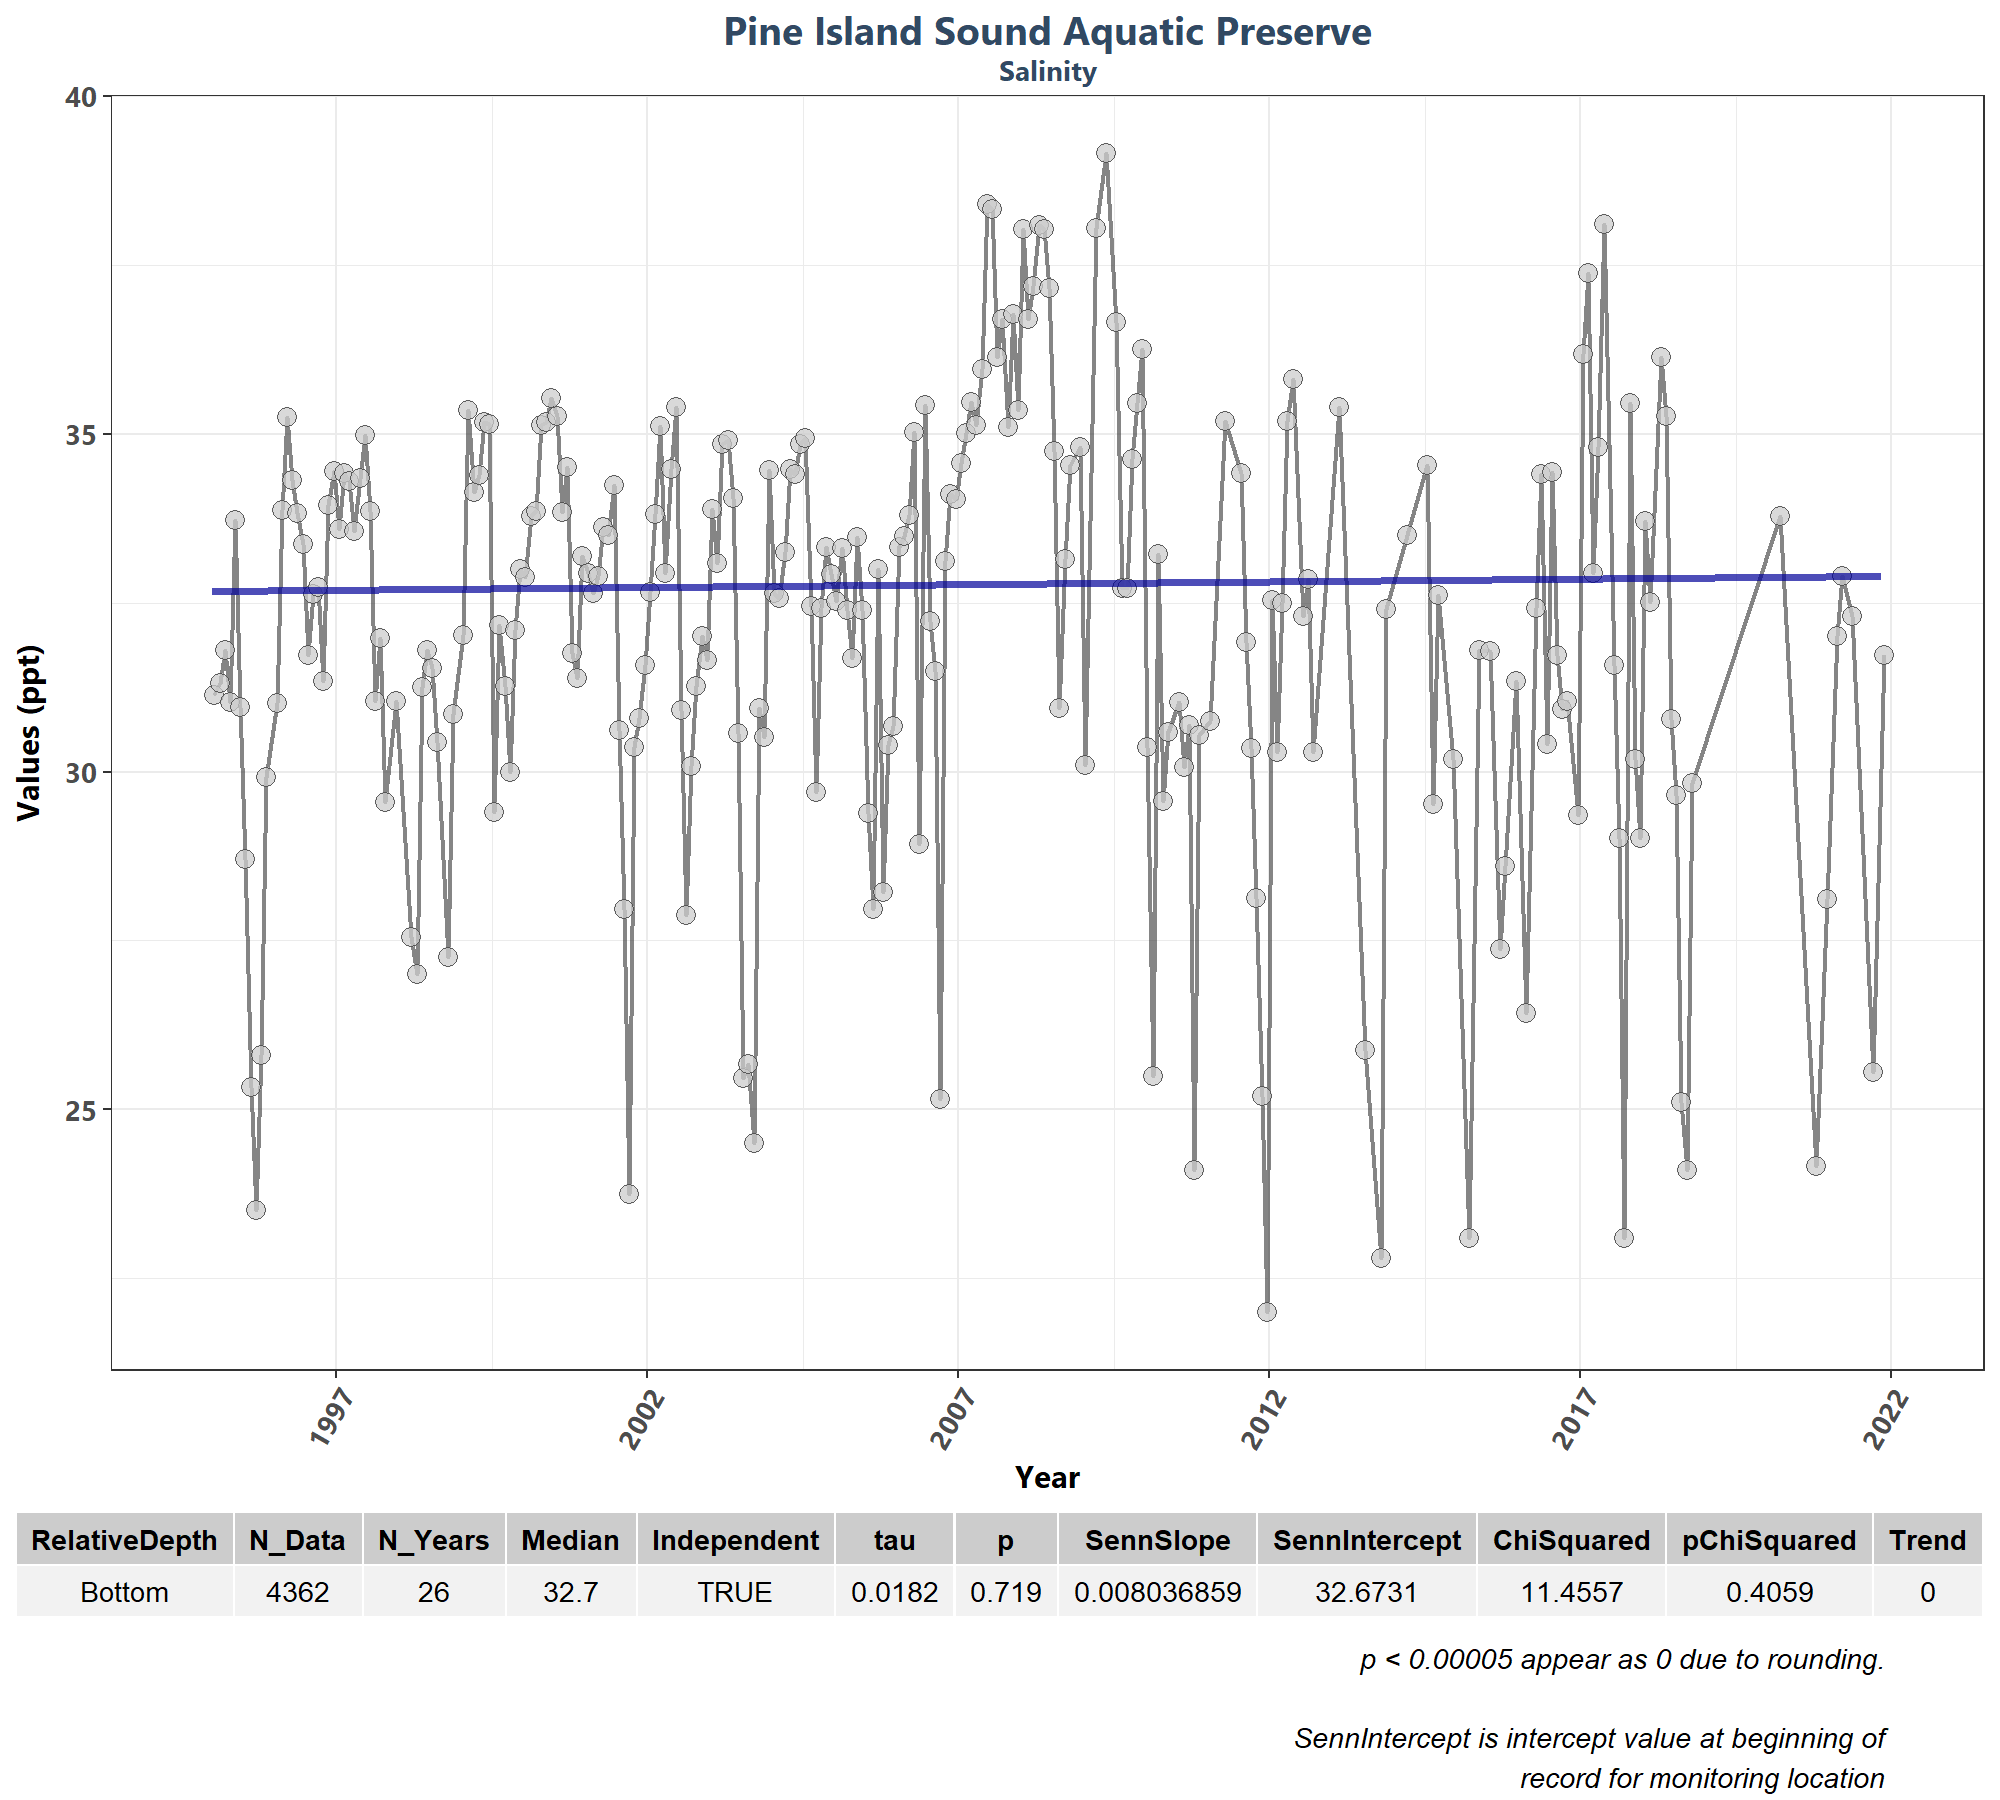 Pine Island Sound Aquatic Preserve
Salinity
40
35
30
25
Values (ppt)
1997 2002 2007 2012 2017 2022
Year
RelativeDepth N_Data N_Years Median Independent tau p SennSlope SennIntercept ChiSquared pChiSquared Trend
Bottom 4362 26 32.7 TRUE 0.0182 0.719 0.008036859 32.6731 11.4557 0.4059 0
p < 0.00005 appear as 0 due to rounding.
SennIntercept is intercept value at beginning of
record for monitoring location